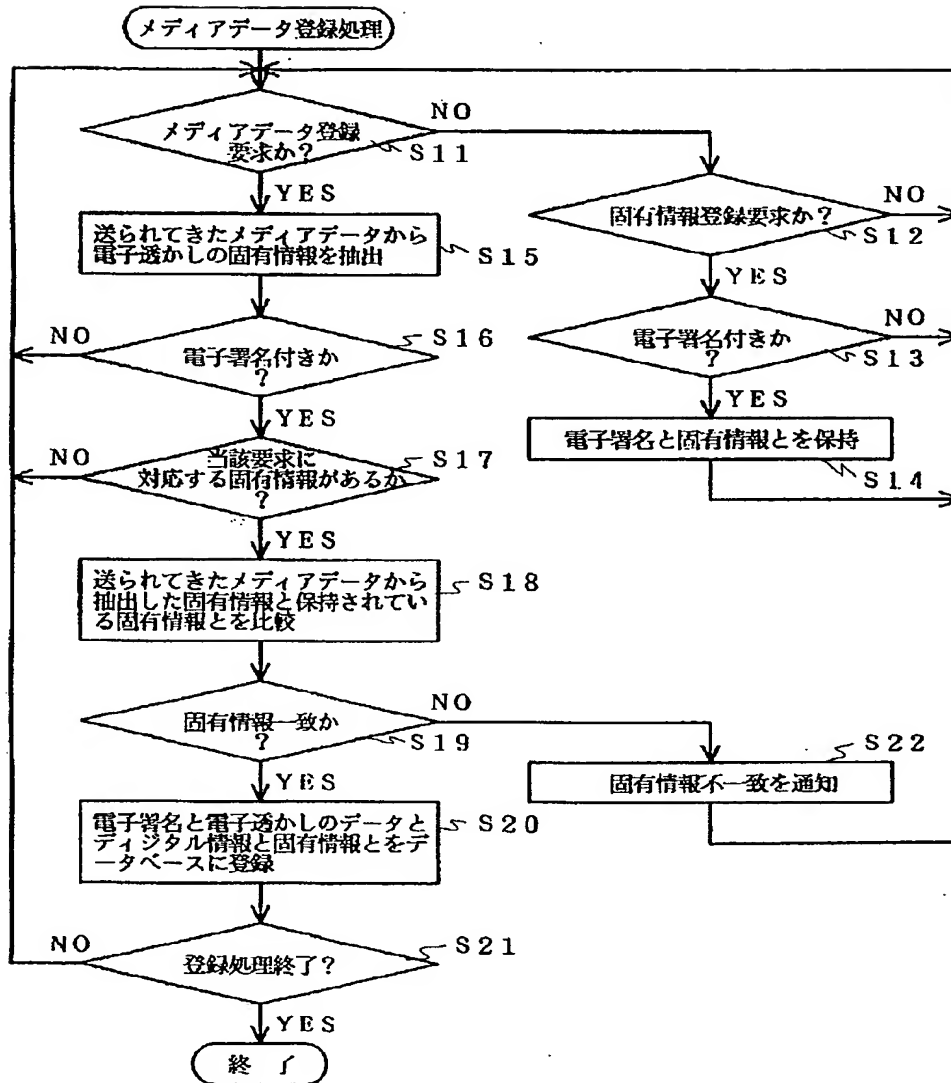 メディアデータ登録処理
NO
メディアデータ登録
要求か？
S11
YES
NO
固有情報登録要求か？
S12
送られてきたメディアデータから
電子透かしの固有情報を抽出
S15
YES
NO
電子署名付きか
？
S16
NO
電子署名付きか
？
S13
YES
YES
電子署名と固有情報とを保持
S14
NO
当該要求に
対応する固有情報があるか
？
S17
YES
送られてきたメディアデータから
抽出した固有情報と保持されてい
る固有情報とを比較
S18
NO
固有情報一致か
？
S19
S22
固有情報不一致を通知
YES
電子署名と電子透かしのデータと
ディジタル情報と固有情報とをデ
ータベースに登録
S20
NO
登録処理終了？
S21
YES
終 了